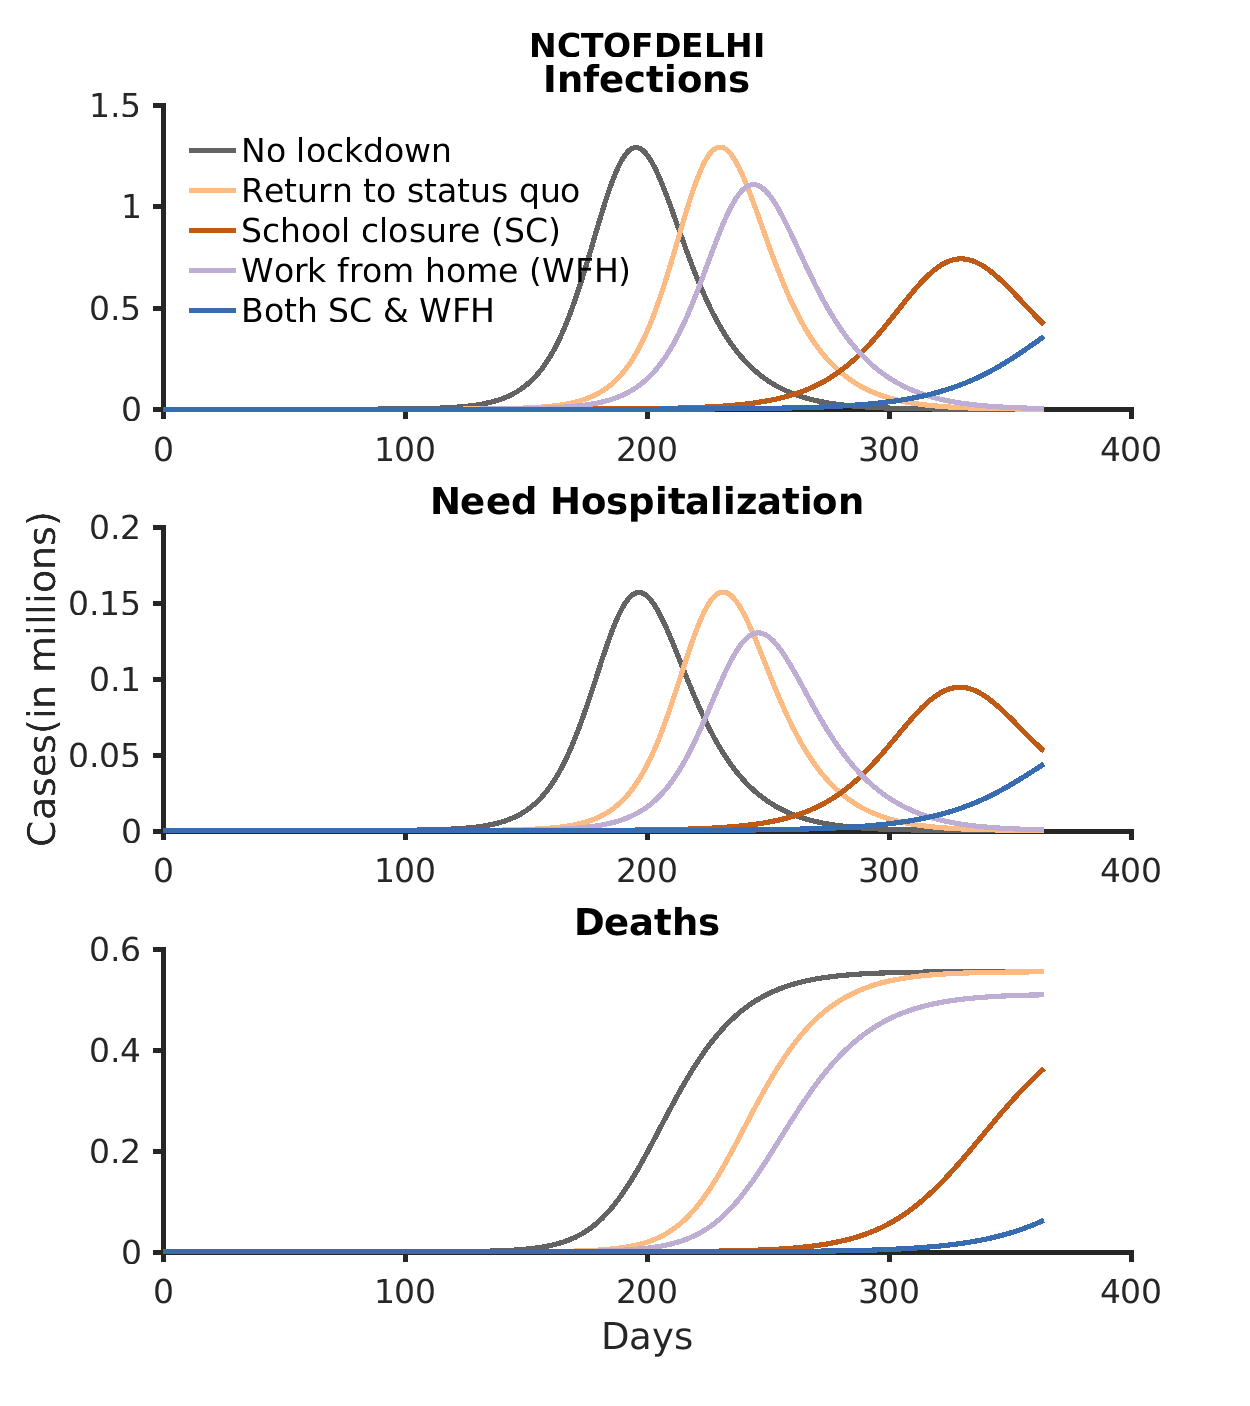 NCTOFDELHI
Infections
1.5
1
0.5
0
No lockdown
Return to status quo
School closure (SC)
Work from home (WFH)
Both SC & WFH
0 100 200 300 400
Need Hospitalization
Cases(in millions)
0.2
0.15
0.1
0.05
0
0 100 200 300 400
Deaths
0.6
0.4
0.2
0
0 100 200 300 400
Days